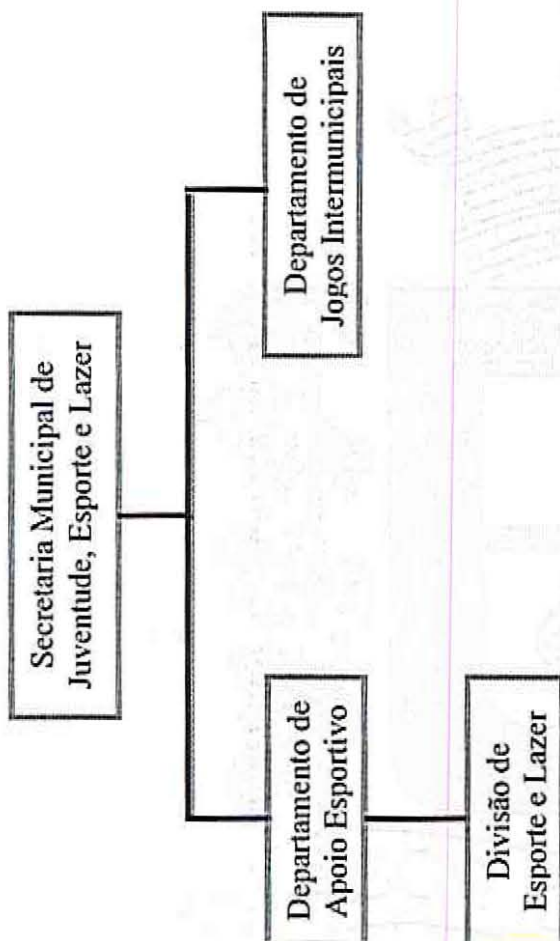 Secretaria Municipal de
Juventude, Esporte e Lazer
Departamento de
Apoio Esportivo
Departamento de
Jogos Intermunicipais
Divisão de
Esporte e Lazer